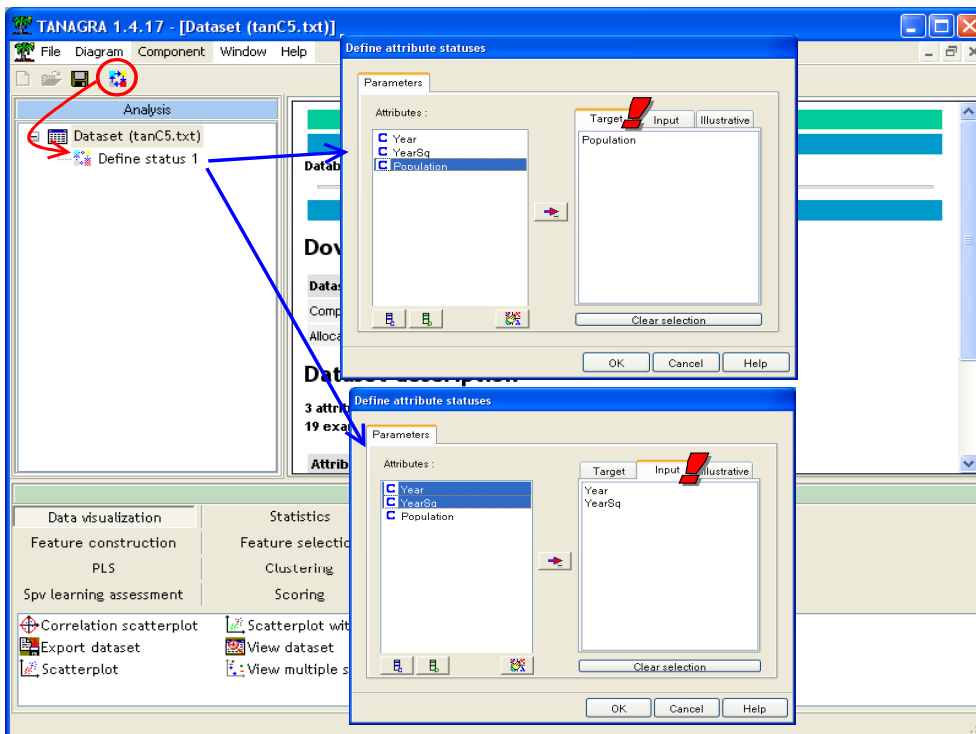 TANAGRA 1.4.17 - [Dataset (tanC5.txt)]
File Diagram Component Window Help
Analysis
Dataset (tanC5.txt)
Define status 1
Define attribute statuses
Parameters
Attributes :
Year
YearSq
Population
Target Input Illustrative
Population
Clear selection
OK Cancel Help
3 attrib
19 exa
Attrib
Define attribute statuses
Parameters
Attributes :
Year
YearSq
Population
Target Input Illustrative
Year
YearSq
Clear selection
OK Cancel Help
Data visualization Statistics
Feature construction Feature selectio
PLS Clustering
Spv learning assessment Scoring
Correlation scatterplot Scatterplot wit
Export dataset View dataset
Scatterplot View multiple s